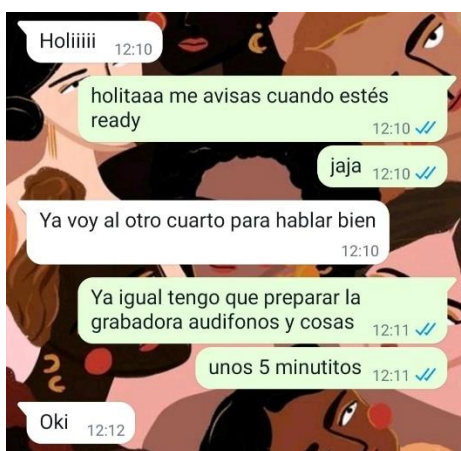 Holiiiii 12:10
holitaaa me avisas cuando estés
ready 12:10
jaja 12:10
Ya voy al otro cuarto para hablar bien
12:10
Ya igual tengo que preparar la
grabadora audifonos y cosas 12:11
unos 5 minutitos 12:11
Oki 12:12